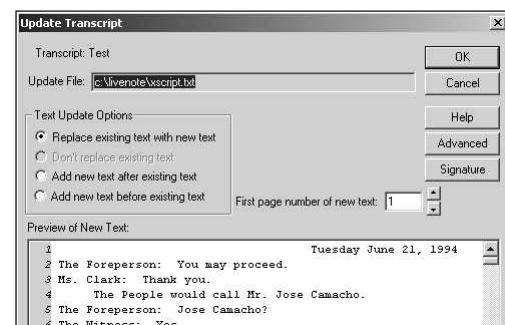 Update Transcript
Transcript: Test
OK
Update File: c:\livenote\xscript.txt
Cancel
Text Update Options
Help
Replace existing text with new text
Advanced
Don't replace existing text
Add new text after existing text
Signature
Add new text before existing text
First page number of new text: 1
Preview of New Text:
1 Tuesday June 21, 1994
2 The Foreperson: You may proceed.
3 Ms. Clark: Thank you.
4 The People would call Mr. Jose Camacho.
5 The Foreperson: Jose Camacho?
6 The Witness: Yes